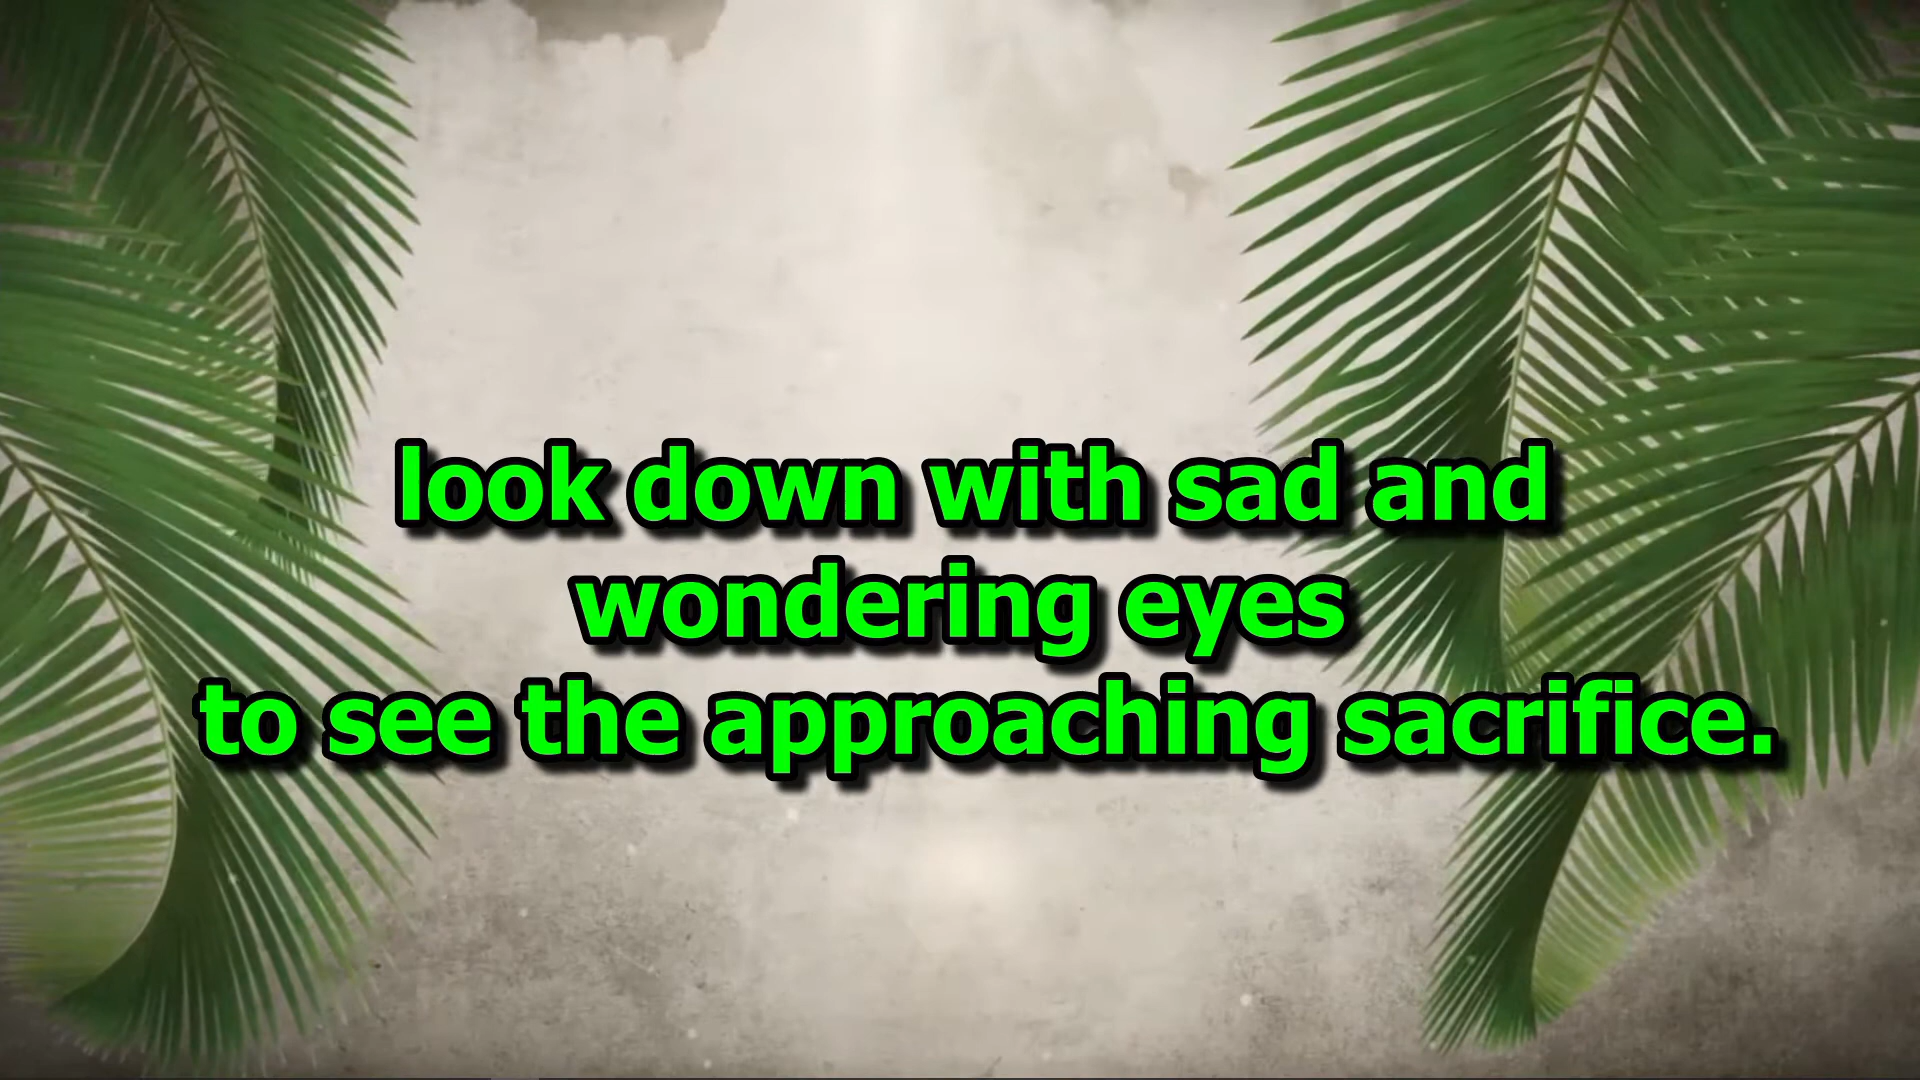 look down with sad and
wondering eyes
to see the approaching sacrifice.